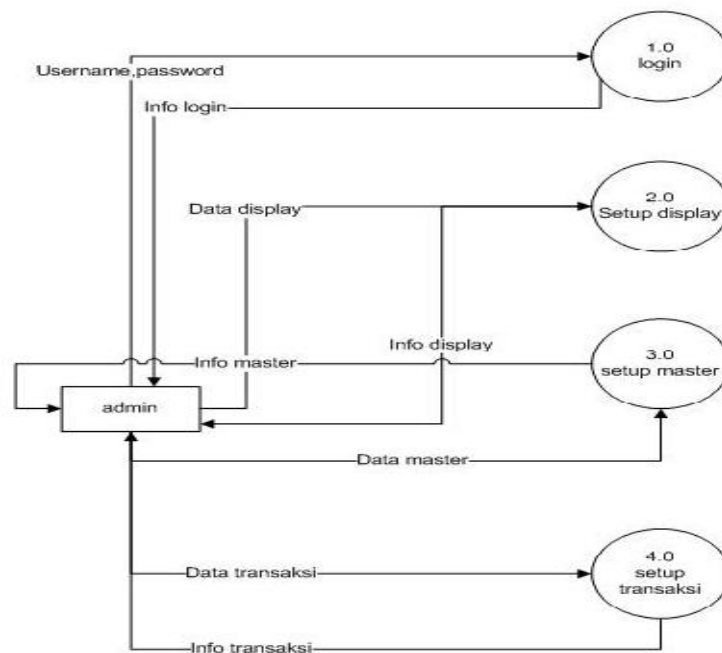 1.0
login
Username,password
Info login
2.0
Setup display
Data display
Info display
Info master
3.0
setup master
admin
Data master
4.0
setup
transaksi
Data transaksi
Info transaksi